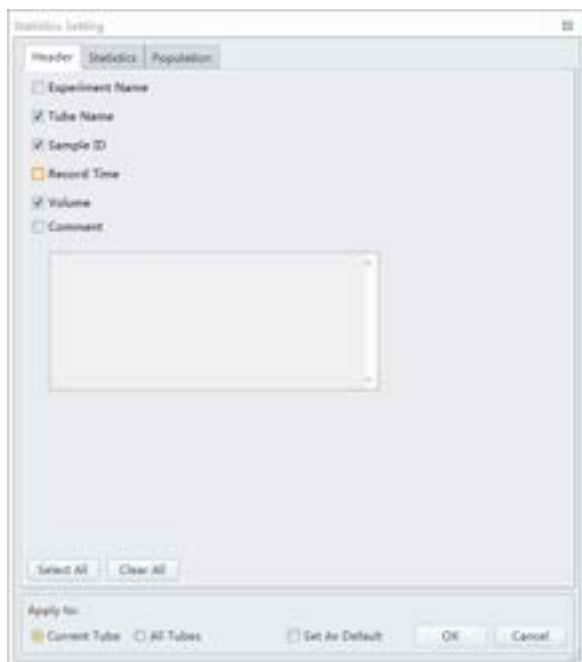 Statistics Setting
Header Statistics Population
Experiment Name
Tube Name
Sample ID
Record Time
Volume
Comment
Select All Clear All
Apply to:
Current Tube All Tubes Set As Default OK Cancel